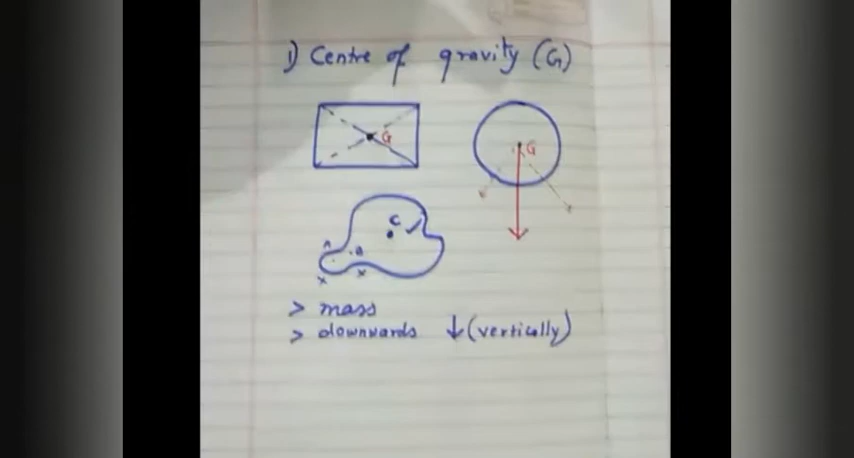 1) Centre of gravity (G)
G
G
C
A
B
x
x
> mass
> downwards ↓ (vertically)